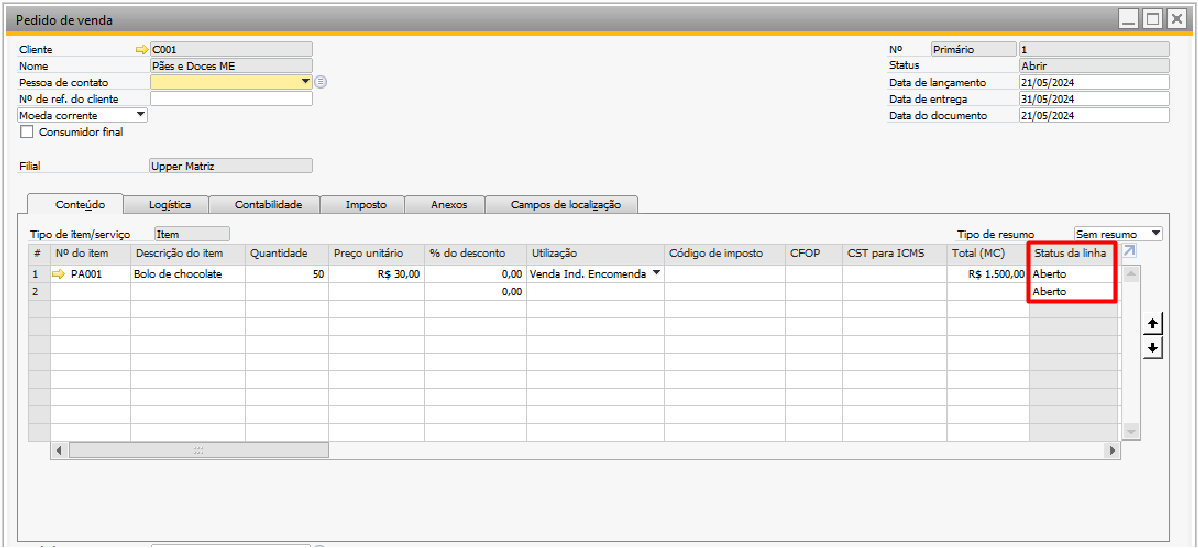 Pedido de venda
Cliente C001
Nome Pães e Doces ME
Pessoa de contato
Nº de ref. do cliente
Moeda corrente
Consumidor final
Filial Upper Matriz
Nº Primário 1
Status Abrir
Data de lançamento 21/05/2024
Data de entrega 31/05/2024
Data do documento 21/05/2024
Conteúdo Logística Contabilidade Imposto Anexos Campos de localização
Tipo de item/serviço Item Tipo de resumo Sem resumo
# Nº do item Descrição do item Quantidade Preço unitário % do desconto Utilização Código de imposto CFOP CST para ICMS Total (MC) Status da linha
1 PA001 Bolo de chocolate 50 R$ 30,00 0,00 Venda Ind. Encomenda R$ 1.500,00 Aberto
2 0,00 Aberto